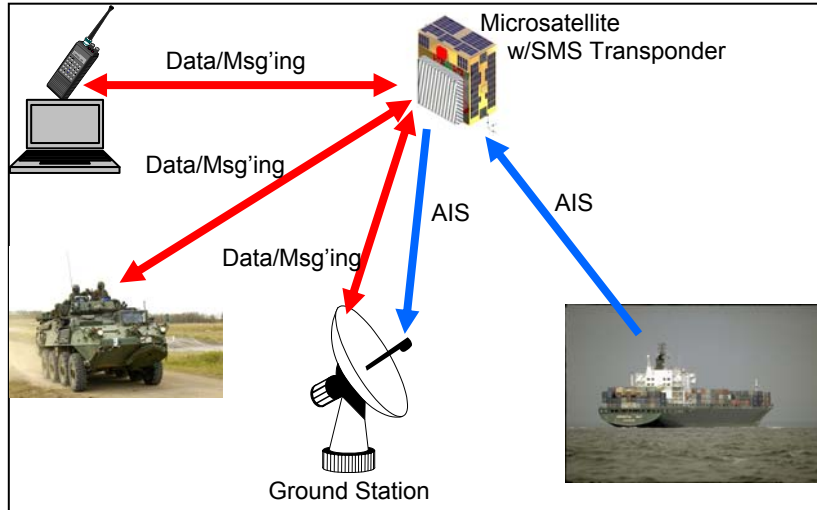 Microsatellite
w/SMS Transponder
Data/Msg'ing
Data/Msg'ing
AIS
AIS
Data/Msg'ing
Ground Station